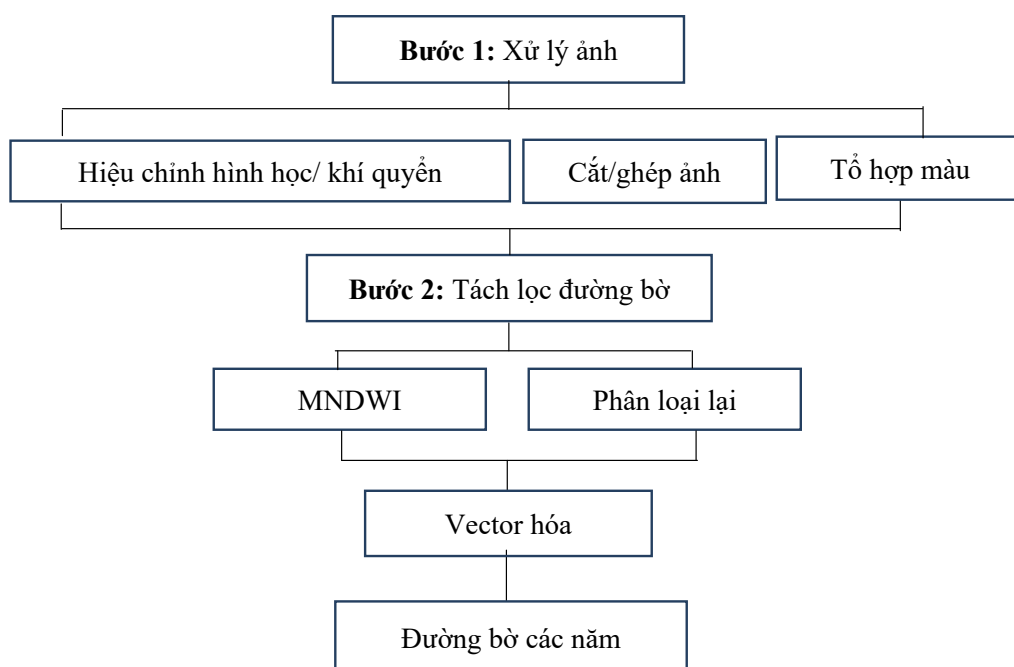 Bước 1: Xử lý ảnh
Hiệu chỉnh hình học/ khí quyển
Cắt/ghép ảnh
Tổ hợp màu
Bước 2: Tách lọc đường bờ
MNDWI
Phân loại lại
Vector hóa
Đường bờ các năm